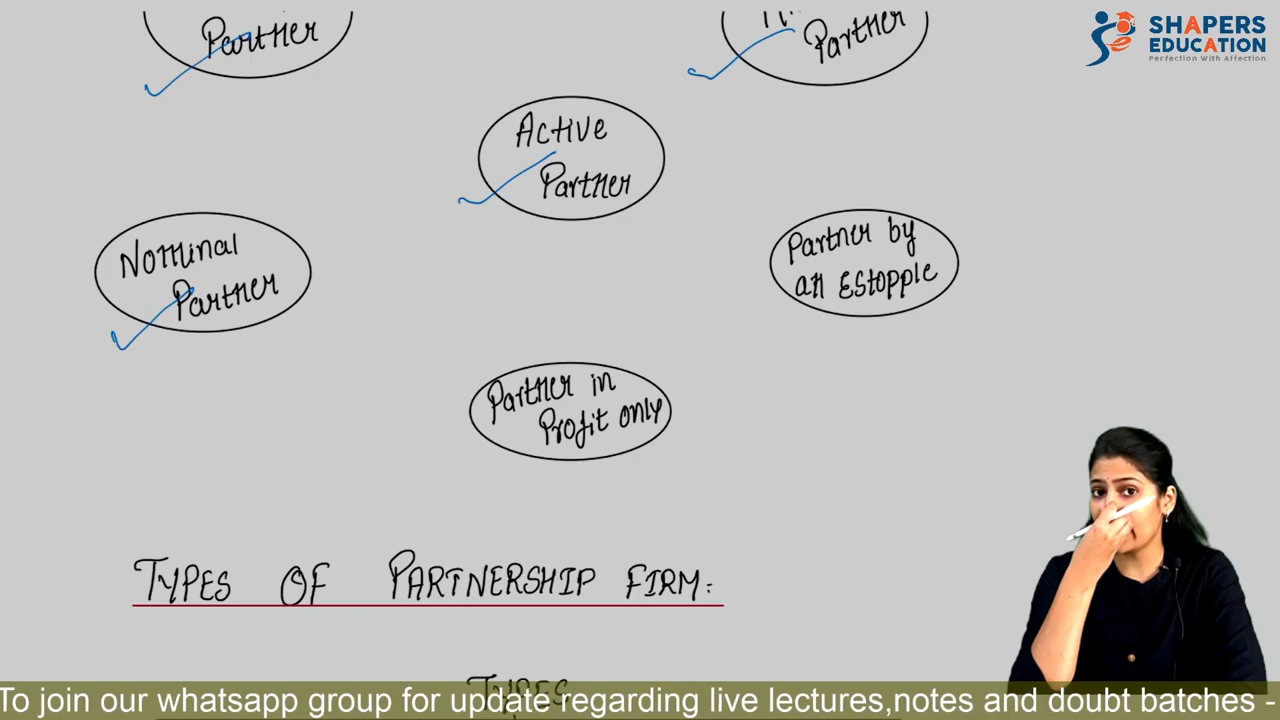 Partner
Partner
SHAPERS
EDUCATION
Perfection With Affection
Active
Partner
Nominal
Partner
Partner by
an Estopple
Partner in
Profit only
TYPES OF PARTNERSHIP FIRM:
TYPES
To join our whatsapp group for update regarding live lectures,notes and doubt batches -